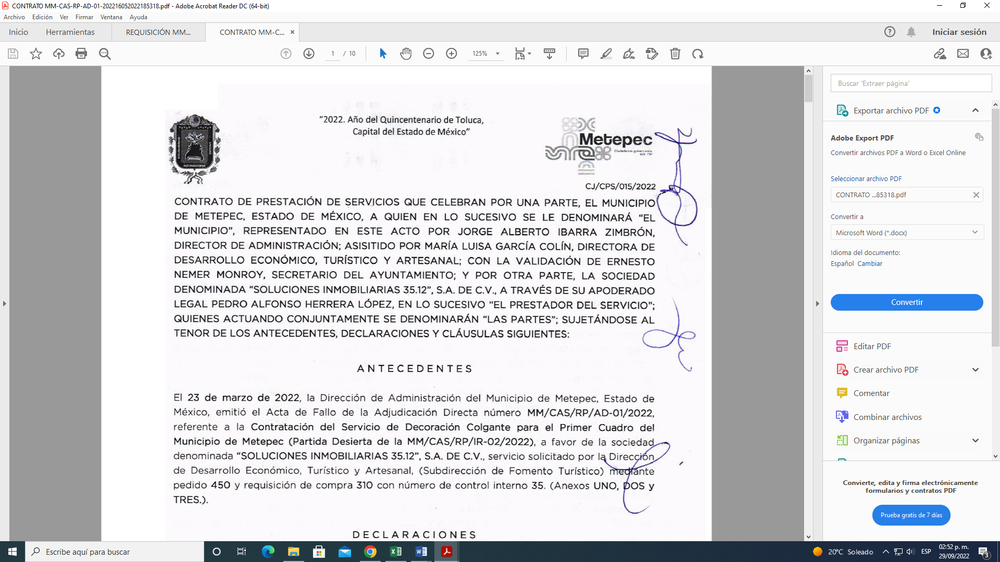 CONTRATO MM-CAS-RP-AD-01-202216052022185318.pdf - Adobe Acrobat Reader DC (64-bit)
Archivo Edición Ver Firmar Ventana Ayuda
Inicio Herramientas REQUISICIÓN MM... CONTRATO MM-C... Iniciar sesión
1 / 10 125%
Buscar 'Extraer página'
Exportar archivo PDF
Adobe Export PDF
Convertir archivos PDF a Word o Excel Online
Seleccionar archivo PDF
CONTRATO ...85318.pdf
Convertir a
Microsoft Word (*.docx)
Idioma del documento:
Español Cambiar
Convertir
Editar PDF
Crear archivo PDF
Comentar
Combinar archivos
Organizar páginas
Convierte, edita y firma electrónicamente
formularios y contratos PDF
Prueba gratis de 7 días
“2022. Año del Quincentenario de Toluca,
Capital del Estado de México”
Metepec
CJ/CPS/015/2022
CONTRATO DE PRESTACIÓN DE SERVICIOS QUE CELEBRAN POR UNA PARTE, EL MUNICIPIO
DE METEPEC, ESTADO DE MÉXICO, A QUIEN EN LO SUCESIVO SE LE DENOMINARÁ “EL
MUNICIPIO”, REPRESENTADO EN ESTE ACTO POR JORGE ALBERTO IBARRA ZIMBRÓN,
DIRECTOR DE ADMINISTRACIÓN; ASISITIDO POR MARÍA LUISA GARCÍA COLÍN, DIRECTORA DE
DESARROLLO ECONÓMICO, TURÍSTICO Y ARTESANAL; CON LA VALIDACIÓN DE ERNESTO
NEMER MONROY, SECRETARIO DEL AYUNTAMIENTO; Y POR OTRA PARTE, LA SOCIEDAD
DENOMINADA “SOLUCIONES INMOBILIARIAS 35.12”, S.A. DE C.V., A TRAVÉS DE SU APODERADO
LEGAL PEDRO ALFONSO HERRERA LÓPEZ, EN LO SUCESIVO “EL PRESTADOR DEL SERVICIO”;
QUIENES ACTUANDO CONJUNTAMENTE SE DENOMINARÁN “LAS PARTES”; SUJETÁNDOSE AL
TENOR DE LOS ANTECEDENTES, DECLARACIONES Y CLÁUSULAS SIGUIENTES:
A N T E C E D E N T E S
El 23 de marzo de 2022, la Dirección de Administración del Municipio de Metepec, Estado de
México, emitió el Acta de Fallo de la Adjudicación Directa número MM/CAS/RP/AD-01/2022,
referente a la Contratación del Servicio de Decoración Colgante para el Primer Cuadro del
Municipio de Metepec (Partida Desierta de la MM/CAS/RP/IR-02/2022), a favor de la sociedad
denominada “SOLUCIONES INMOBILIARIAS 35.12”, S.A. DE C.V., servicio solicitado por la Dirección
de Desarrollo Económico, Turístico y Artesanal, (Subdirección de Fomento Turístico) mediante
pedido 450 y requisición de compra 310 con número de control interno 35. (Anexos UNO, DOS y
TRES.).
D E C L A R A C I O N E S
Escribe aquí para buscar
20°C Soleado
ESP
02:52 p. m.
29/09/2022
3